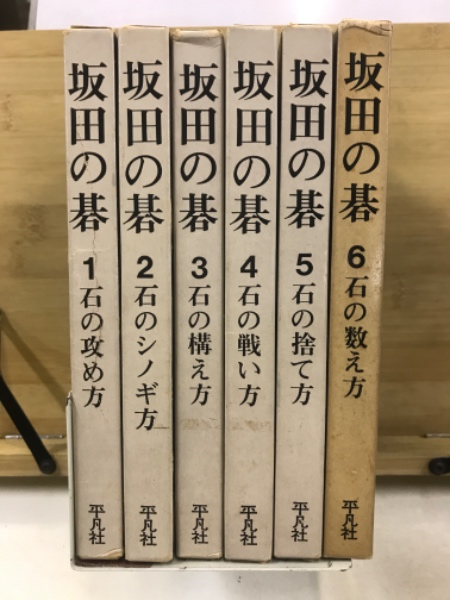 坂田の碁
1 石の攻め方
平凡社
坂田の碁
2 石のシノギ方
平凡社
坂田の碁
3 石の構え方
平凡社
坂田の碁
4 石の戦い方
平凡社
坂田の碁
5 石の捨て方
平凡社
坂田の碁
6 石の数え方
平凡社